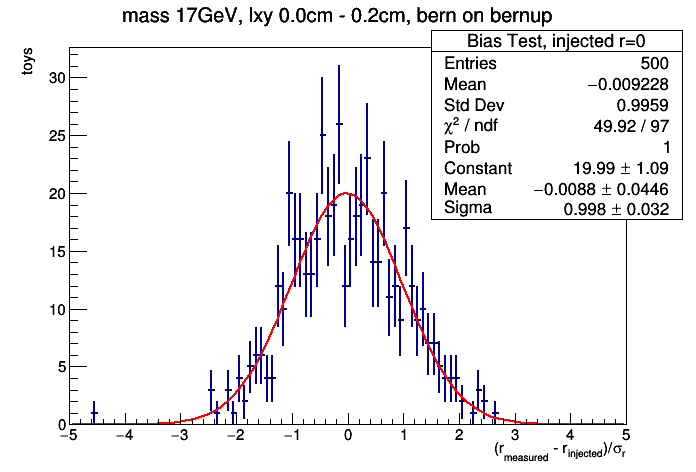 mass 17GeV, lxy 0.0cm - 0.2cm, bern on bernup
Bias Test, injected r=0
Entries 500
Mean −0.009228
Std Dev 0.9959
χ² / ndf 49.92 / 97
Prob 1
Constant 19.99 ± 1.09
Mean −0.0088 ± 0.0446
Sigma 0.998 ± 0.032
toys
30
25
20
15
10
5
0
−5 −4 −3 −2 −1 0 1 2 3 4 5
(r_measured - r_injected)/σ_r